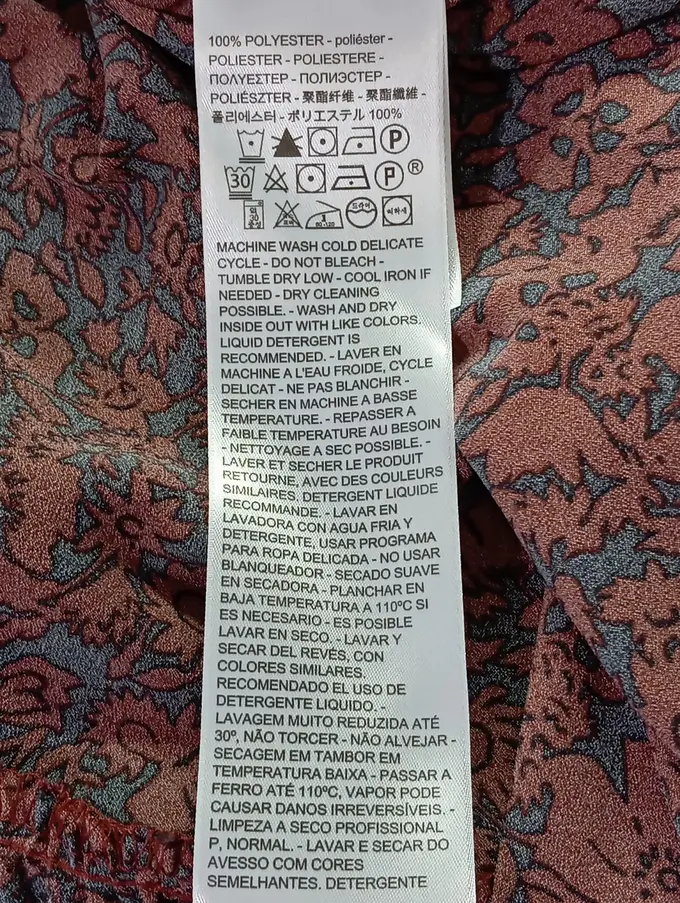 100% POLYESTER - poliéster -
POLIESTER - POLIESTERE -
ПОЛУЕСТЕР - ПОЛИЭСТЕР -
POLIÉSZTER - 聚酯纤维 - 聚酯纖維 -
폴리에스터 - ポリエステル 100%
P
30 P ®
드라이
MACHINE WASH COLD DELICATE
CYCLE - DO NOT BLEACH -
TUMBLE DRY LOW - COOL IRON IF
NEEDED - DRY CLEANING
POSSIBLE. - WASH AND DRY
INSIDE OUT WITH LIKE COLORS.
LIQUID DETERGENT IS
RECOMMENDED. - LAVER EN
MACHINE A L'EAU FROIDE, CYCLE
DELICAT - NE PAS BLANCHIR -
SECHER EN MACHINE A BASSE
TEMPERATURE. - REPASSER A
FAIBLE TEMPERATURE AU BESOIN
- NETTOYAGE A SEC POSSIBLE. -
LAVER ET SECHER LE PRODUIT
RETOURNE, AVEC DES COULEURS
SIMILAIRES. DETERGENT LIQUIDE
RECOMMANDE. - LAVAR EN
LAVADORA CON AGUA FRIA Y
DETERGENTE, USAR PROGRAMA
PARA ROPA DELICADA - NO USAR
BLANQUEADOR - SECADO SUAVE
EN SECADORA - PLANCHAR EN
BAJA TEMPERATURA A 110ºC SI
ES NECESARIO - ES POSIBLE
LAVAR EN SECO. - LAVAR Y
SECAR DEL REVÉS, CON
COLORES SIMILARES.
RECOMENDADO EL USO DE
DETERGENTE LIQUIDO. -
LAVAGEM MUITO REDUZIDA ATÉ
30º, NÃO TORCER - NÃO ALVEJAR -
SECAGEM EM TAMBOR EM
TEMPERATURA BAIXA - PASSAR A
FERRO ATÉ 110ºC, VAPOR PODE
CAUSAR DANOS IRREVERSÍVEIS. -
LIMPEZA A SECO PROFISSIONAL
P, NORMAL. - LAVAR E SECAR DO
AVESSO COM CORES
SEMELHANTES. DETERGENTE